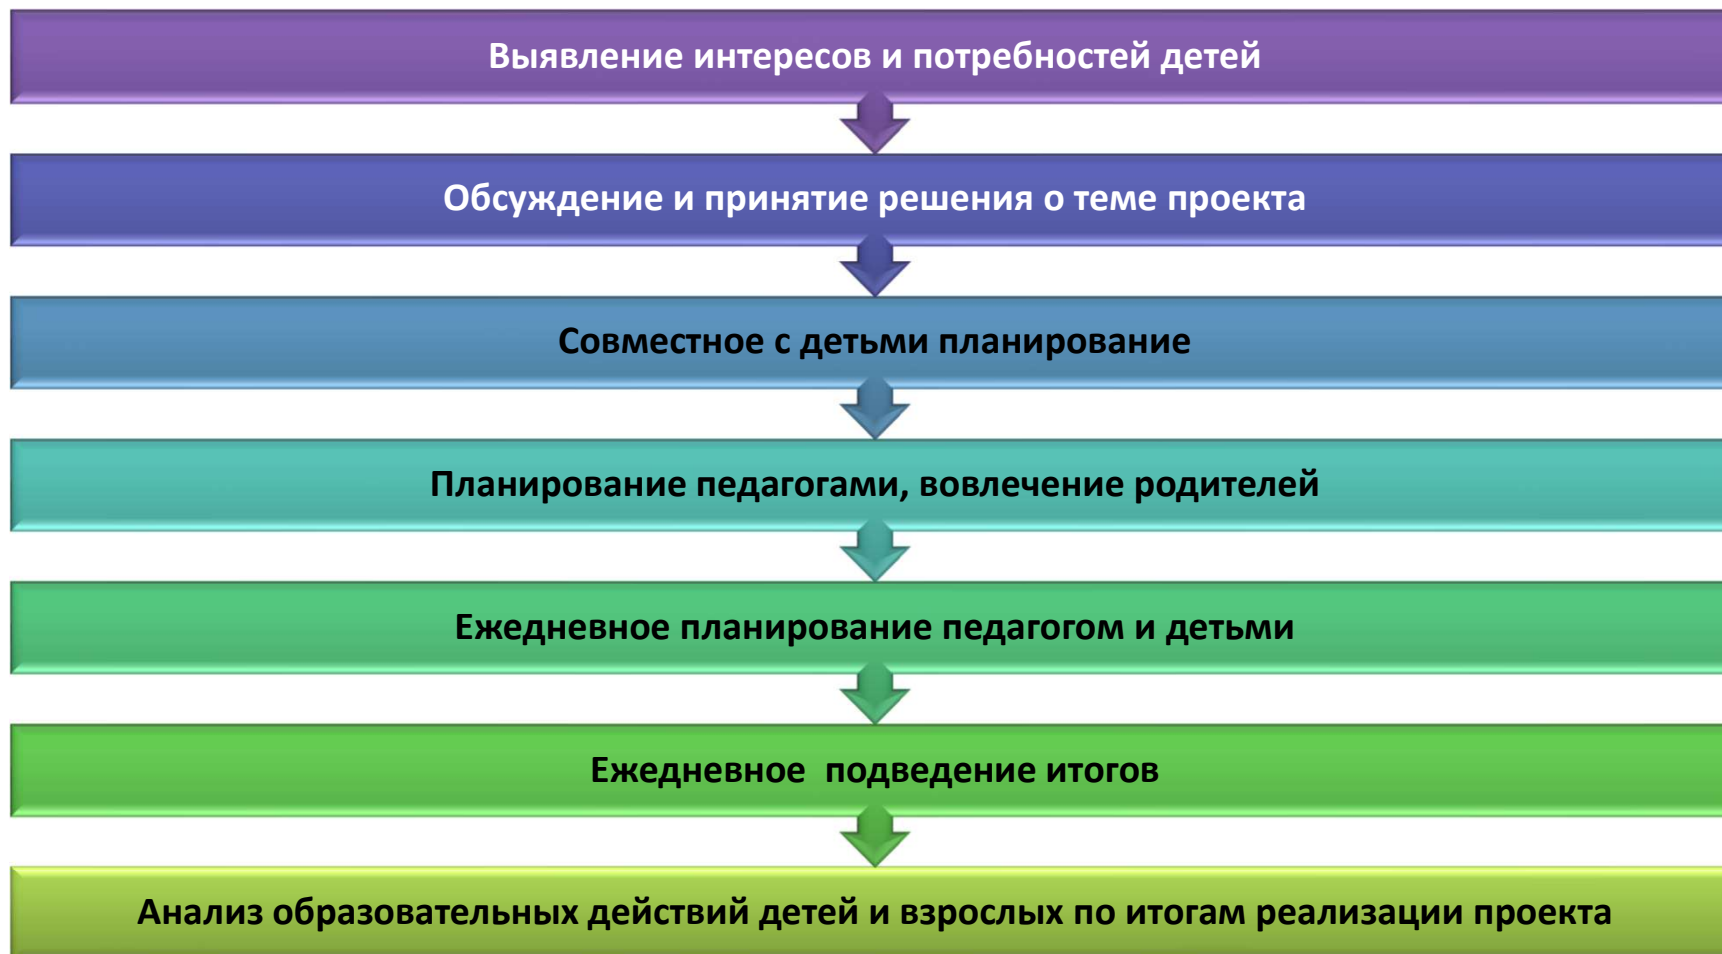 Выявление интересов и потребностей детей
Обсуждение и принятие решения о теме проекта
Совместное с детьми планирование
Планирование педагогами, вовлечение родителей
Ежедневное планирование педагогом и детьми
Ежедневное  подведение итогов
Анализ образовательных действий детей и взрослых по итогам реализации проекта